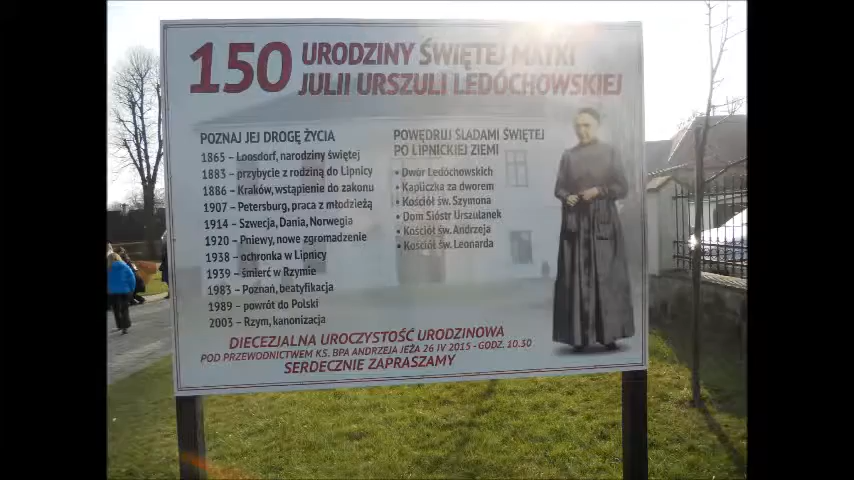 150 URODZINY ŚWIĘTEJ MATKI
JULII URSZULI LEDÓCHOWSKIEJ
POZNAJ JEJ DROGĘ ŻYCIA
1865 – Loosdorf, narodziny świętej
1883 – przybycie z rodziną do Lipnicy
1886 – Kraków, wstąpienie do zakonu
1907 – Petersburg, praca z młodzieżą
1914 – Szwecja, Dania, Norwegia
1920 – Pniewy, nowe zgromadzenie
1938 – ochronka w Lipnicy
1939 – śmierć w Rzymie
1983 – Poznań, beatyfikacja
1989 – powrót do Polski
2003 – Rzym, kanonizacja
POWĘDRUJ ŚLADAMI ŚWIĘTEJ
PO LIPNICKIEJ ZIEMI
• Dwór Ledóchowskich
• Kapliczka za dworem
• Kościół św. Szymona
• Dom Sióstr Urszulanek
• Kościół św. Andrzeja
• Kościół św. Leonarda
DIECEZJALNA UROCZYSTOŚĆ URODZINOWA
POD PRZEWODNICTWEM KS. BPA ANDRZEJA JEŻA 26 IV 2015 - GODZ. 10.30
SERDECZNIE ZAPRASZAMY